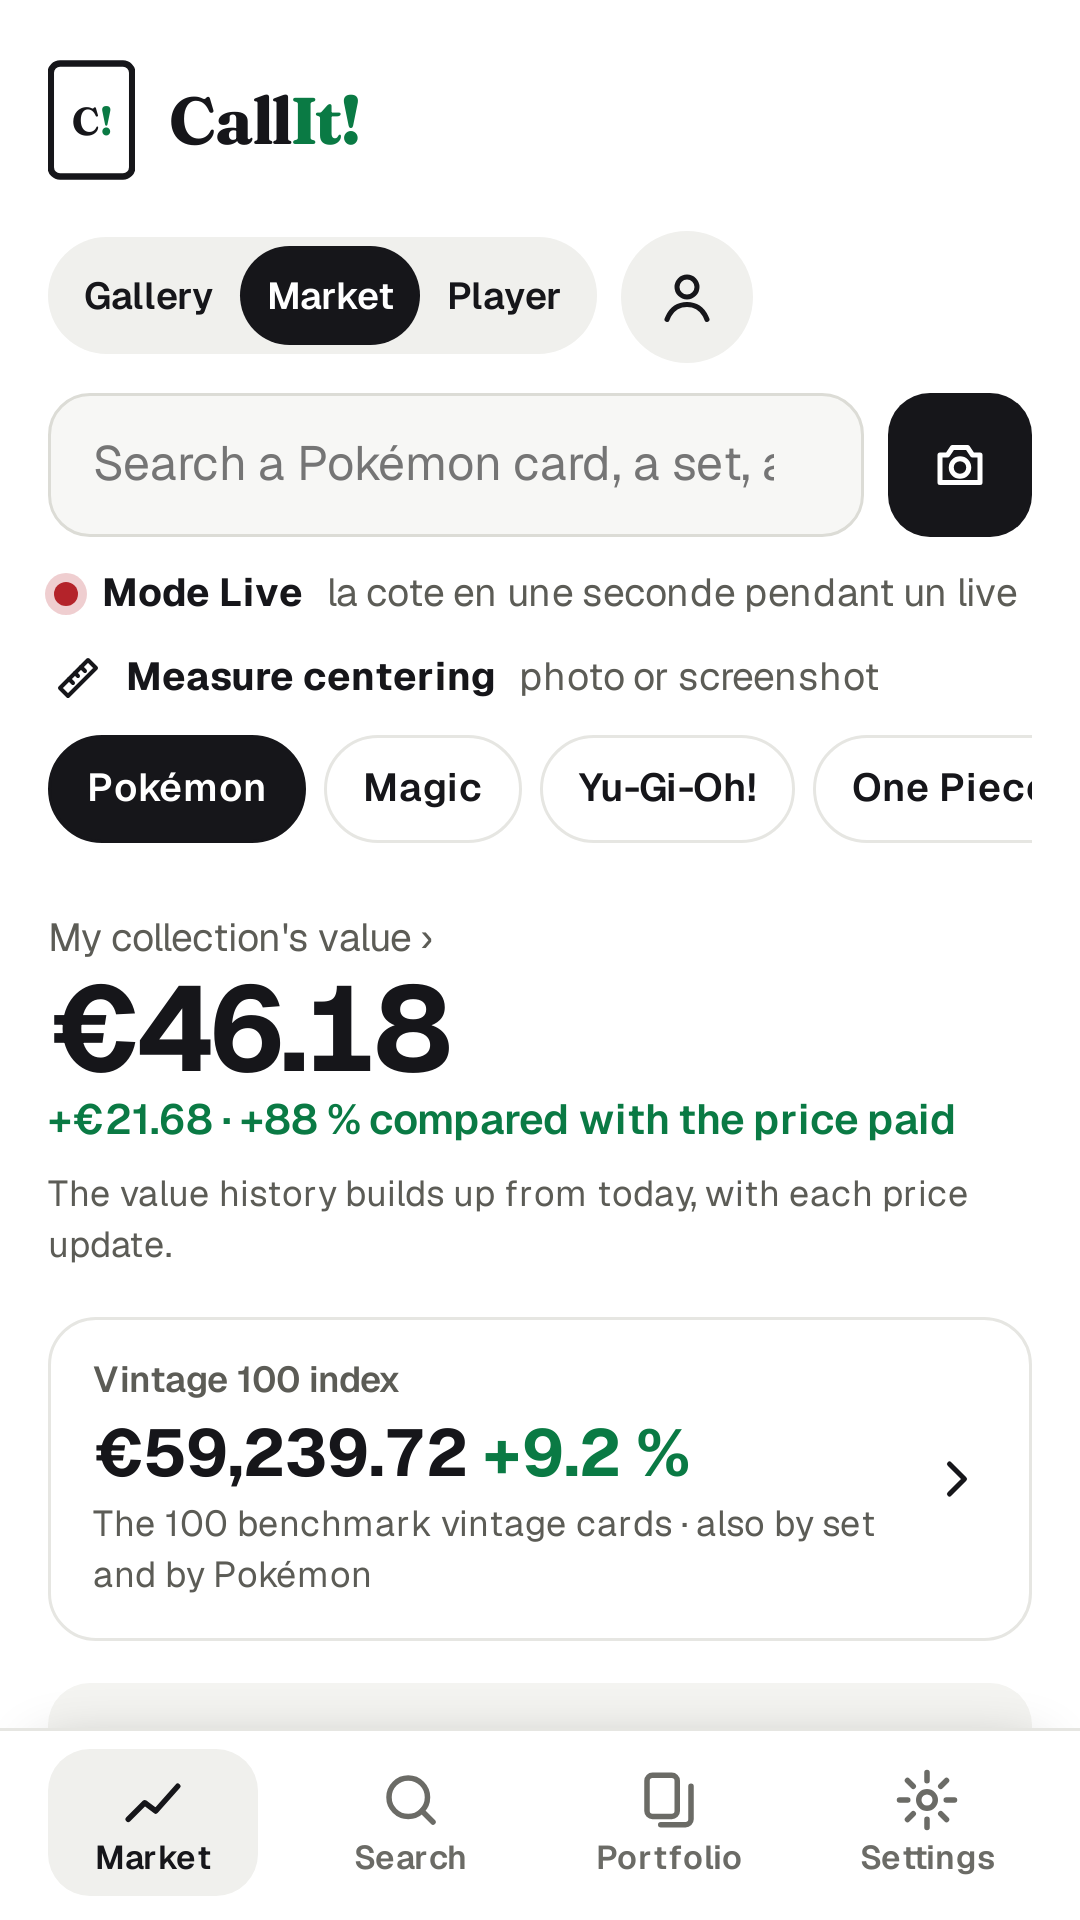 C!
CallIt!
Gallery Market Player
Search a Pokémon card, a set,
Mode Live la cote en une seconde pendant un live
Measure centering photo or screenshot
Pokémon Magic Yu-Gi-Oh! One Piece
My collection's value ›
€46.18
+€21.68 · +88 % compared with the price paid
The value history builds up from today, with each price
update.
Vintage 100 index
€59,239.72 +9.2 %
The 100 benchmark vintage cards · also by set
and by Pokémon
Market Search Portfolio Settings